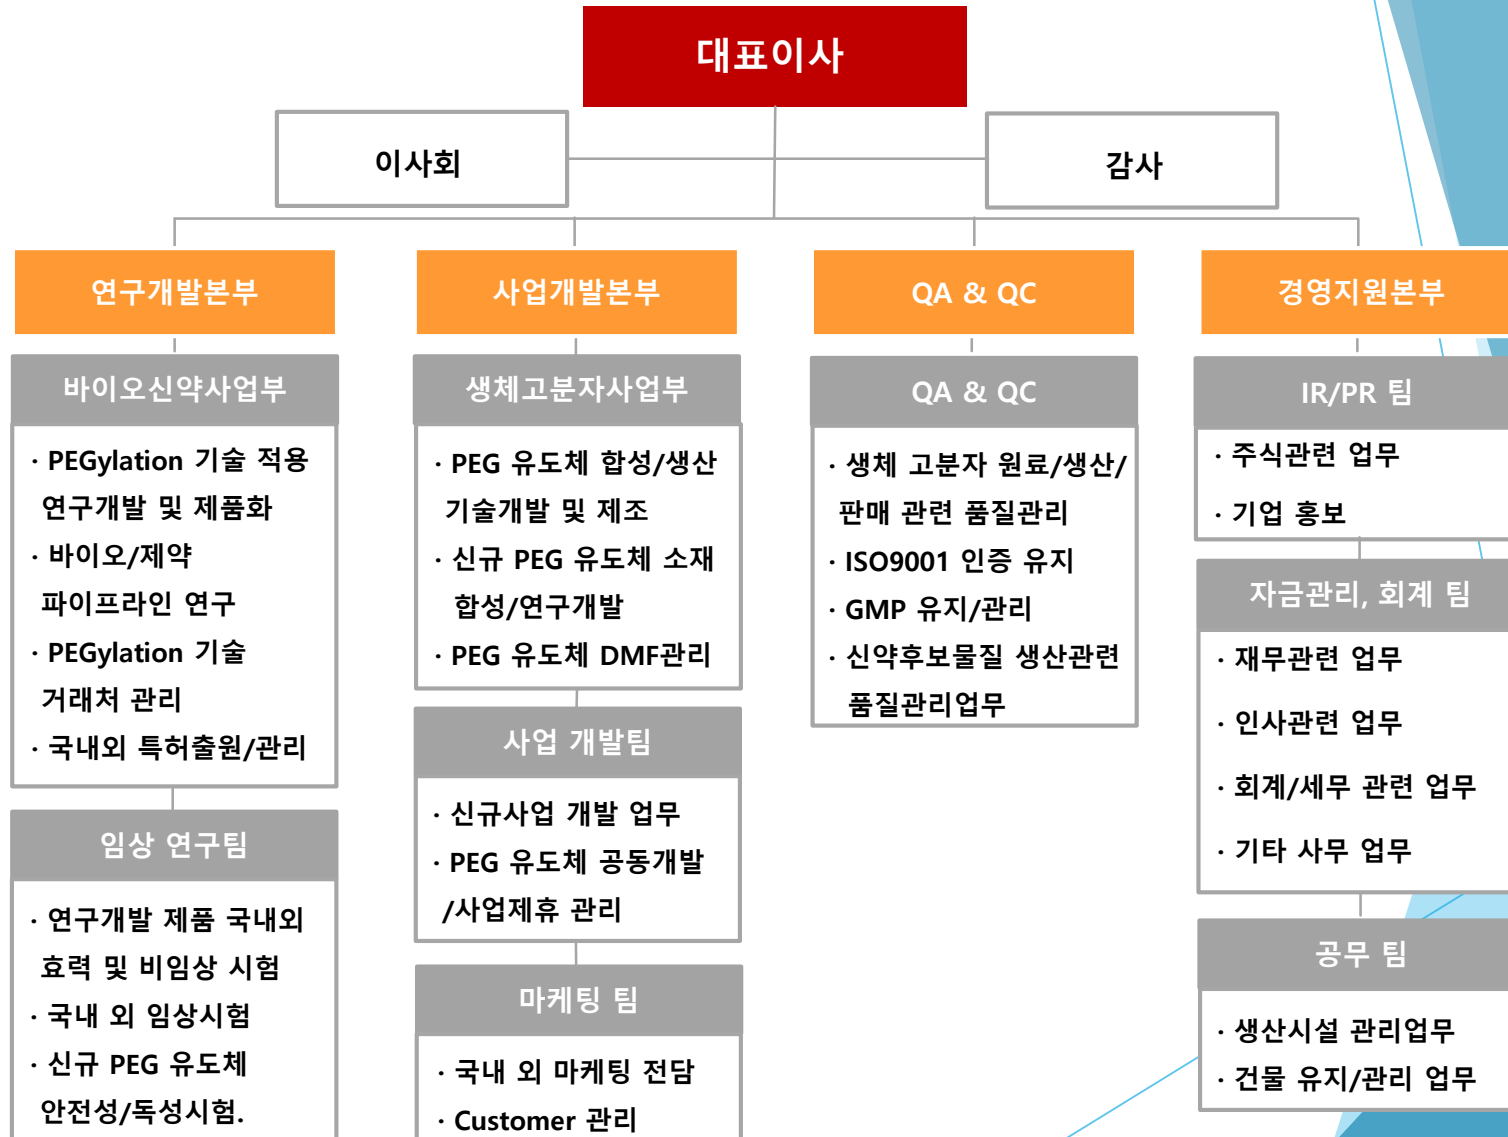 대표이사
이사회
감사
연구개발본부
바이오신약사업부
· PEGylation 기술 적용
연구개발 및 제품화
· 바이오/제약
파이프라인 연구
· PEGylation 기술
거래처 관리
· 국내외 특허출원/관리
임상 연구팀
· 연구개발 제품 국내외
효력 및 비임상 시험
· 국내 외 임상시험
· 신규 PEG 유도체
안전성/독성시험.
사업개발본부
생체고분자사업부
· PEG 유도체 합성/생산
기술개발 및 제조
· 신규 PEG 유도체 소재
합성/연구개발
· PEG 유도체 DMF관리
사업 개발팀
· 신규사업 개발 업무
· PEG 유도체 공동개발
/사업제휴 관리
마케팅 팀
· 국내 외 마케팅 전담
· Customer 관리
QA & QC
QA & QC
· 생체 고분자 원료/생산/
판매 관련 품질관리
· ISO9001 인증 유지
· GMP 유지/관리
· 신약후보물질 생산관련
품질관리업무
경영지원본부
IR/PR 팀
· 주식관련 업무
· 기업 홍보
자금관리, 회계 팀
· 재무관련 업무
· 인사관련 업무
· 회계/세무 관련 업무
· 기타 사무 업무
공무 팀
· 생산시설 관리업무
· 건물 유지/관리 업무